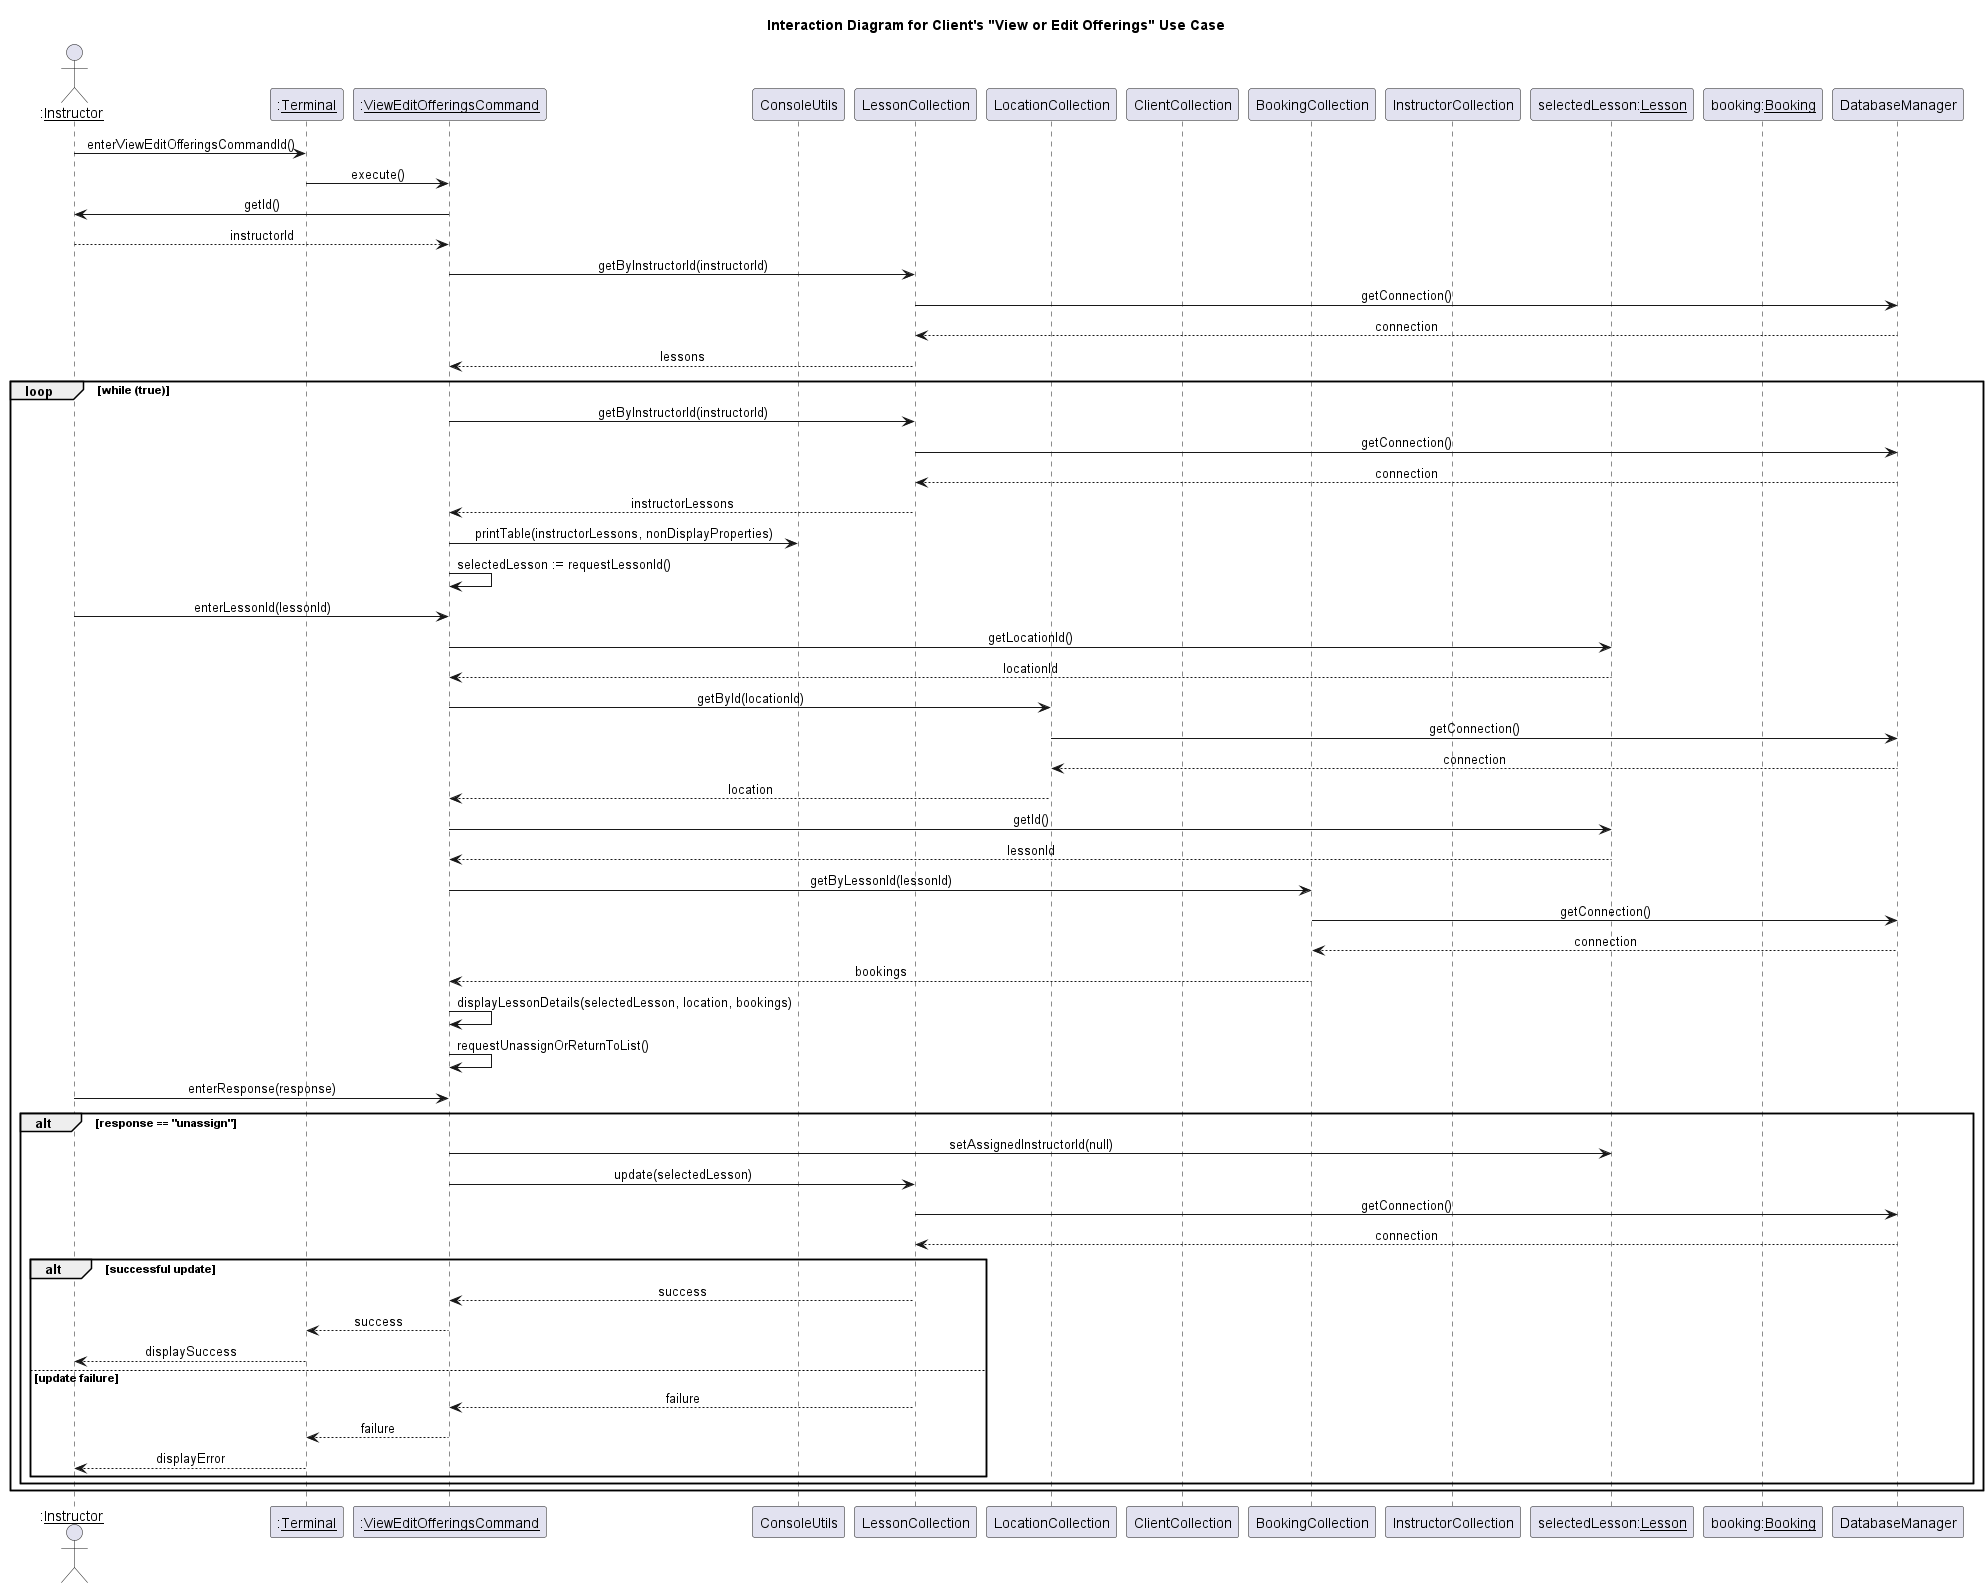 Interaction Diagram for Client's "View or Edit Offerings" Use Case
:Instructor
:Terminal
:ViewEditOfferingsCommand
ConsoleUtils
LessonCollection
LocationCollection
ClientCollection
BookingCollection
InstructorCollection
selectedLesson:Lesson
booking:Booking
DatabaseManager
enterViewEditOfferingsCommandId()
execute()
getId()
instructorId
getByInstructorId(instructorId)
getConnection()
connection
lessons
loop
[while (true)]
getByInstructorId(instructorId)
getConnection()
connection
instructorLessons
printTable(instructorLessons, nonDisplayProperties)
selectedLesson := requestLessonId()
enterLessonId(lessonId)
getLocationId()
locationId
getById(locationId)
getConnection()
connection
location
getId()
lessonId
getByLessonId(lessonId)
getConnection()
connection
bookings
displayLessonDetails(selectedLesson, location, bookings)
requestUnassignOrReturnToList()
enterResponse(response)
alt
[response == "unassign"]
setAssignedInstructorId(null)
update(selectedLesson)
getConnection()
connection
alt
[successful update]
success
success
displaySuccess
[update failure]
failure
failure
displayError
:Instructor
:Terminal
:ViewEditOfferingsCommand
ConsoleUtils
LessonCollection
LocationCollection
ClientCollection
BookingCollection
InstructorCollection
selectedLesson:Lesson
booking:Booking
DatabaseManager